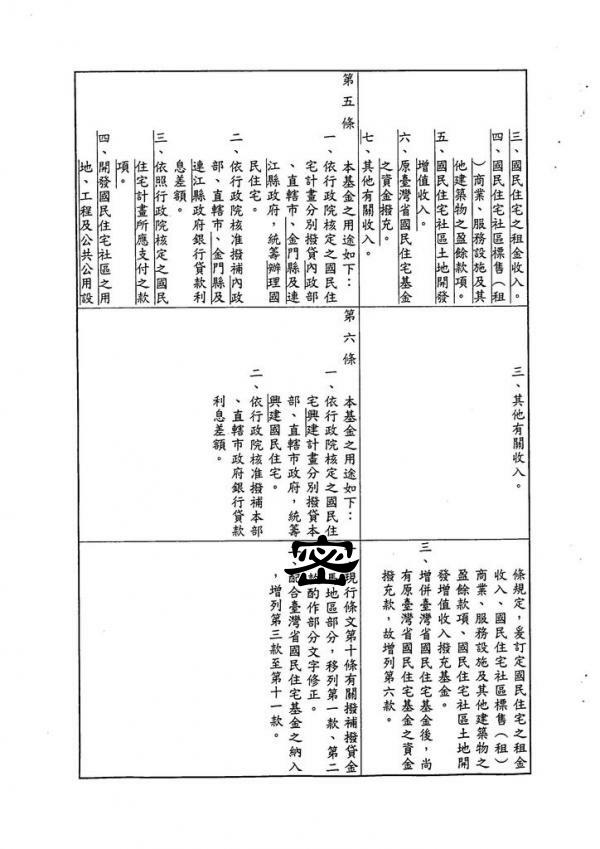 三、國民住宅之租金收入。
四、國民住宅社區標售(租
)商業、服務設施及其
他建築物之盈餘款項。
五、國民住宅社區土地開發
增值收入。
六、原臺灣省國民住宅基金
之資金撥充。
七、其他有關收入。
三、其他有關收入。
條規定,爰訂定國民住宅之租金
收入、國民住宅社區標售(租)
商業、服務設施及其他建築物之
盈餘款項、國民住宅社區土地開
發增值收入撥充基金。
三、增併臺灣省國民住宅基金後,尚
有原臺灣省國民住宅基金之資金
撥充款,故增列第六款。
第五條 本基金之用途如下:
一、依行政院核定之國民住
宅計畫分別撥貸內政部
、直轄市、金門縣及連
江縣政府,統籌辦理國
民住宅。
二、依行政院核准撥補內政
部、直轄市、金門縣及
連江縣政府銀行貸款利
息差額。
三、依照行政院核定之國民
住宅計畫所應支付之款
項。
四、開發國民住宅社區之用
地、工程及公共公用設
第六條 本基金之用途如下:
一、依行政院核定之國民住
宅興建計畫分別撥貸本
部、直轄市政府,統籌
興建國民住宅。
二、依行政院核准撥補本部
、直轄市政府銀行貸款
利息差額。
密
現行條文第十條有關撥補撥貸金
馬地區部分,移列第一款、第二
酌作部分文字修正。
配合臺灣省國民住宅基金之納入
,增列第三款至第十一款。